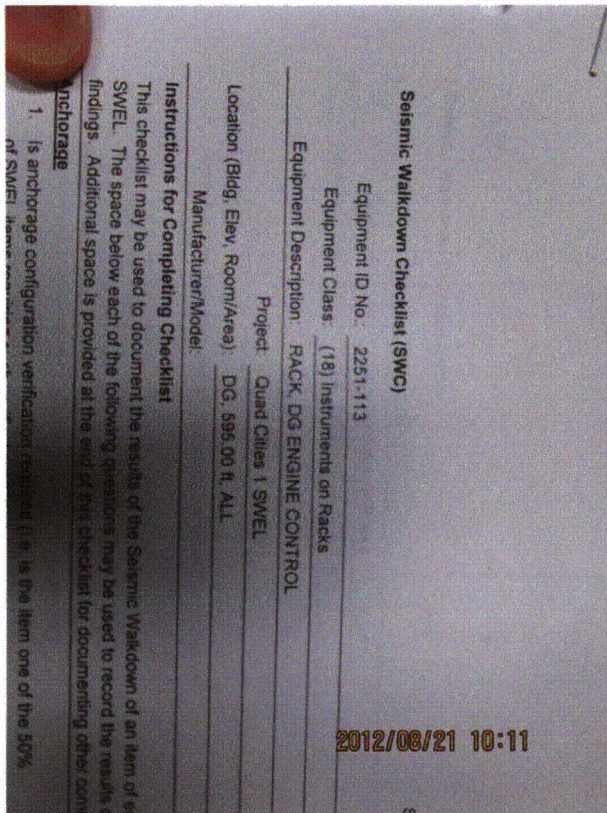 Seismic Walkdown Checklist (SWC)
Equipment ID No.: 2251-113
Equipment Class: (18) Instruments on Racks
Equipment Description: RACK, DG ENGINE CONTROL
Project: Quad Cities 1 SWEL
Location (Bldg, Elev, Room/Area): DG, 595.00 ft, ALL
Manufacturer/Model:
Instructions for Completing Checklist
This checklist may be used to document the results of the Seismic Walkdown of an item of
SWEL. The space below each of the following questions may be used to record the results
findings. Additional space is provided at the end of this checklist for documenting other
Anchorage
1. Is anchorage configuration verification required (i.e. is the item one of the 50%
of SWEL items
2012/08/21 10:11